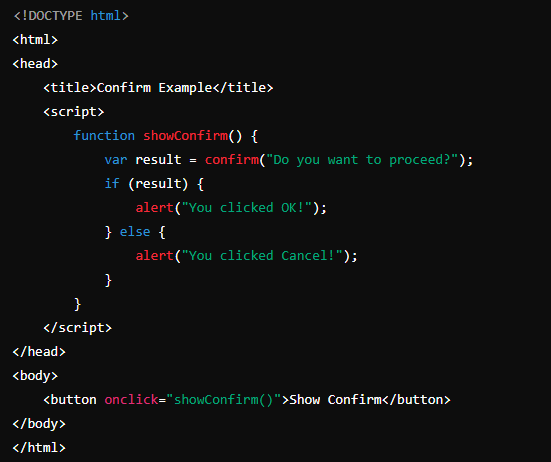 <!DOCTYPE html>
<html>
<head>
    <title>Confirm Example</title>
    <script>
        function showConfirm() {
            var result = confirm("Do you want to proceed?");
            if (result) {
                alert("You clicked OK!");
            } else {
                alert("You clicked Cancel!");
            }
        }
    </script>
</head>
<body>
    <button onclick="showConfirm()">Show Confirm</button>
</body>
</html>